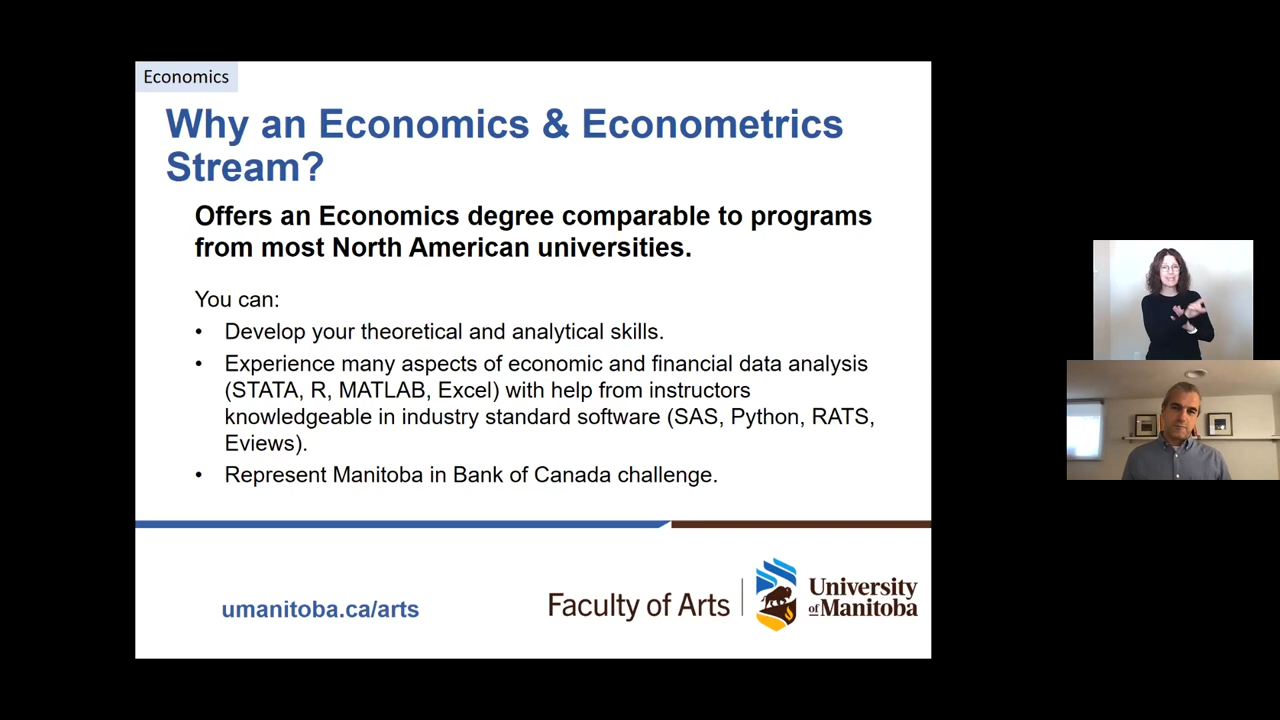 Economics
Why an Economics & Econometrics
Stream?
Offers an Economics degree comparable to programs
from most North American universities.
You can:
• Develop your theoretical and analytical skills.
• Experience many aspects of economic and financial data analysis
(STATA, R, MATLAB, Excel) with help from instructors
knowledgeable in industry standard software (SAS, Python, RATS,
Eviews).
• Represent Manitoba in Bank of Canada challenge.
umanitoba.ca/arts
Faculty of Arts
University
of Manitoba